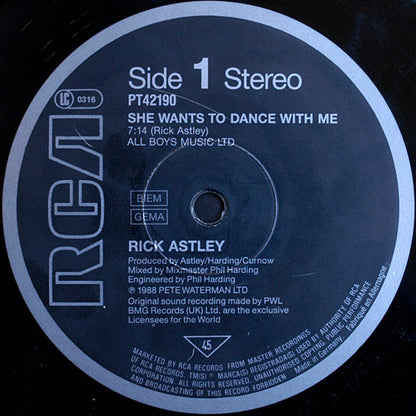 RCA
LC 0316
Side 1 Stereo
PT42190
SHE WANTS TO DANCE WITH ME
7:14 (Rick Astley)
ALL BOYS MUSIC LTD
BIEM
GEMA
RICK ASTLEY
Produced by Astley/Harding/Curnow
Mixed by Mixmaster Phil Harding
Engineered by Phil Harding
℗ 1988 PETE WATERMAN LTD
Original sound recording made by PWL
BMG Records (UK) Ltd. are the exclusive
Licensees for the World
45
MARKETED BY RCA RECORDS FROM MASTER RECORDINGS
OF RCA RECORDS. TM(S) ® MARCA(S) REGISTRADA(S) USED BY AUTHORITY OF RCA
CORPORATION. ALL RIGHTS RESERVED. UNAUTHORISED COPYING, PUBLIC PERFORMANCE
AND BROADCASTING OF THIS RECORD FORBIDDEN
Made in Germany. Fabriqué en Allemagne